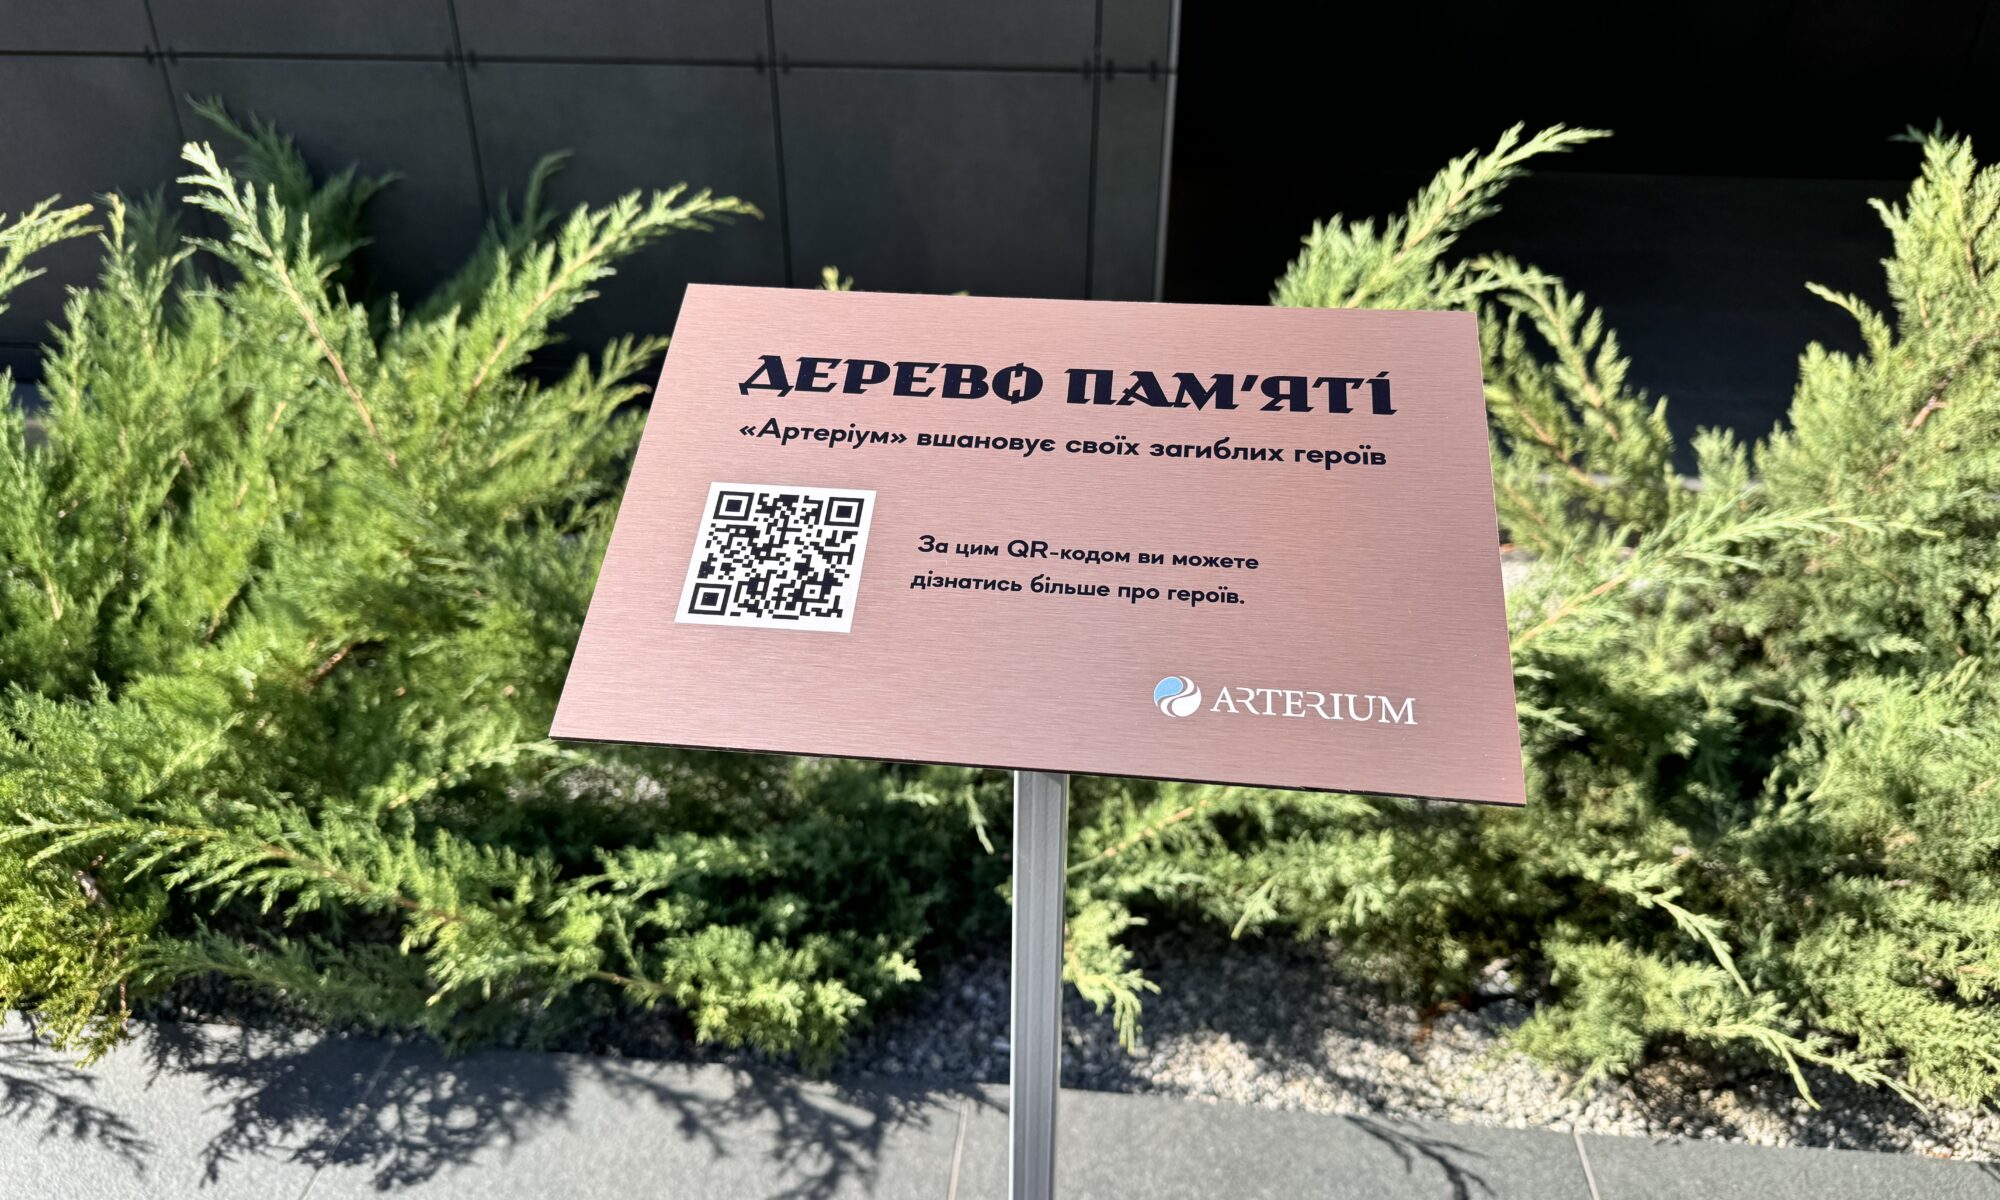 ДЕРЕВО ПАМ'ЯТІ
«Артеріум» вшановує своїх загиблих героїв
За цим QR-кодом ви можете
дізнатись більше про героїв.
ARTERIUM